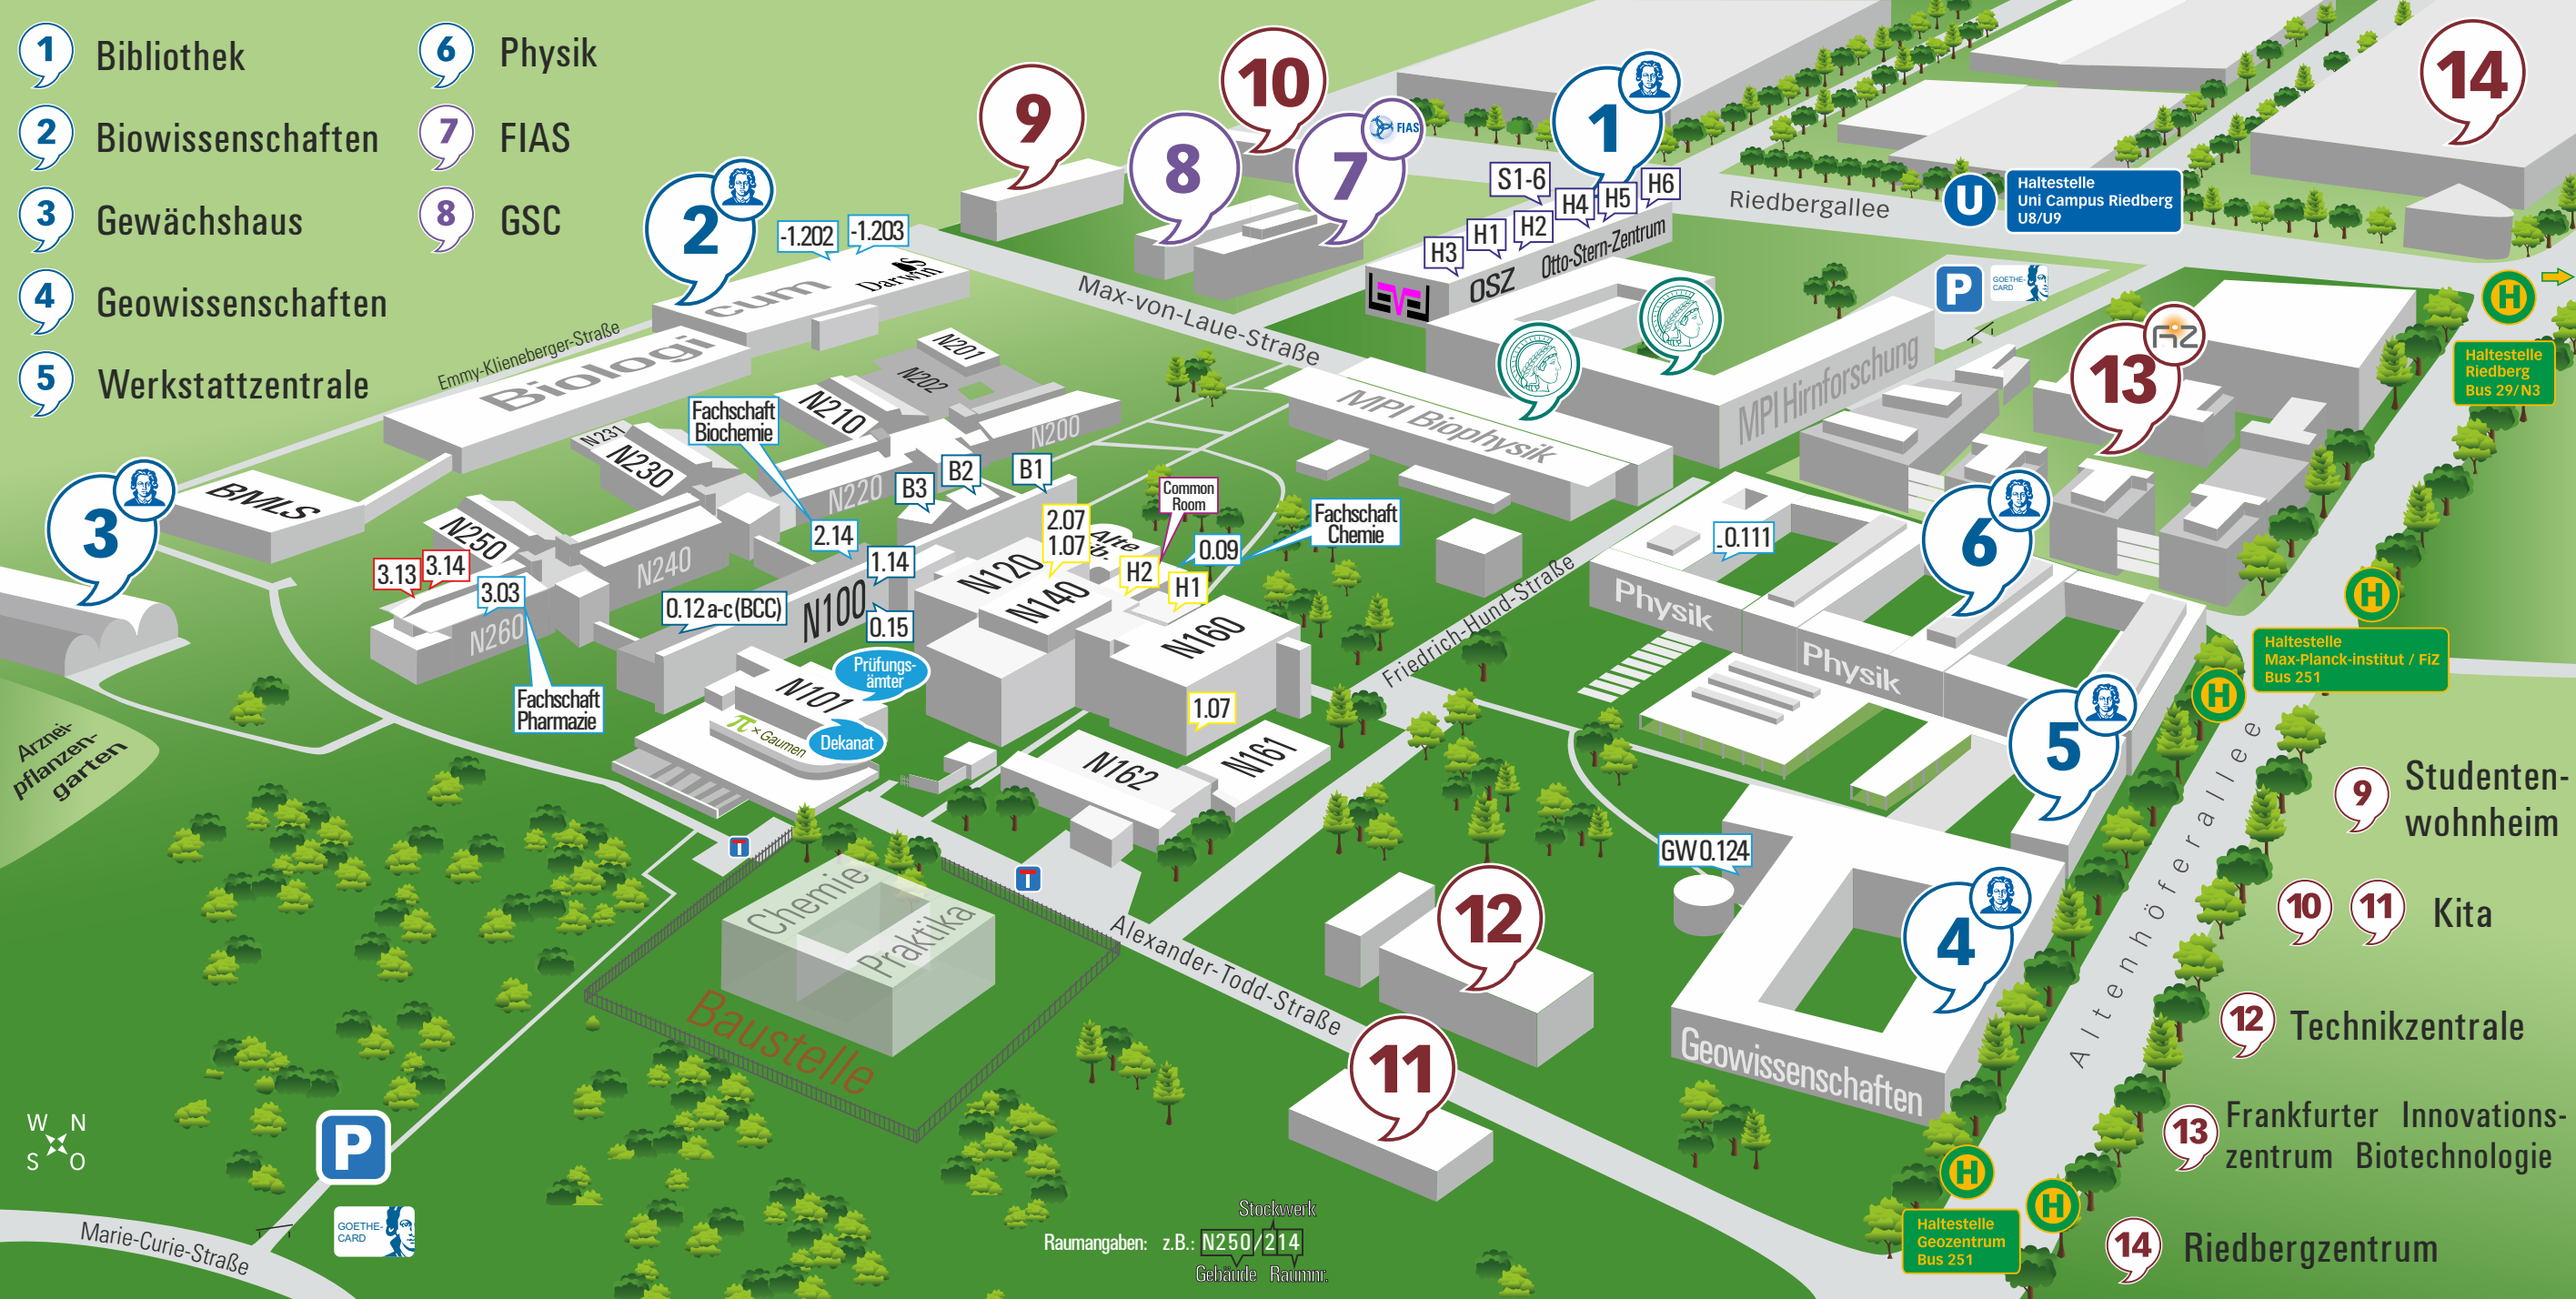 1 Bibliothek
2 Biowissenschaften
3 Gewächshaus
4 Geowissenschaften
5 Werkstattzentrale
6 Physik
7 FIAS
8 GSC
9
10
8
7
FIAS
1
14
2
-1.202
-1.203
cum
Darwin
Biologi
Emmy-Klieneberger-Straße
Max-von-Laue-Straße
S1-6
H6
H5
H4
H2
H1
H3
OSZ
Otto-Stern-Zentrum
LEVEL
Riedbergallee
U
Haltestelle
Uni Campus Riedberg
U8/U9
P
GOETHE-
CARD
H
Haltestelle
Riedberg
Bus 29/N3
MPI Hirnforschung
MPI Biophysik
13
FiZ
N201
N202
N200
N210
Fachschaft
Biochemie
N231
N230
N220
B3
B2
B1
BMLS
3
N250
N240
N260
3.13
3.14
3.03
2.14
1.14
0.12 a-c (BCC)
N100
0.15
2.07
1.07
Alte
Common
Room
0.09
Fachschaft
Chemie
H2
H1
N120
N140
N160
1.07
Fachschaft
Pharmazie
N101
Prüfungs-
ämter
Dekanat
π × Gaumen
N162
N161
Friedrich-Hund-Straße
0.111
6
Physik
Physik
H
Haltestelle
Max-Planck-institut / FiZ
Bus 251
H
5
Arznei-
pflanzen-
garten
Chemie
Praktika
Baustelle
Alexander-Todd-Straße
12
11
GW 0.124
4
Geowissenschaften
Altenhöferallee
9 Studenten-
wohnheim
10 11 Kita
12 Technikzentrale
13 Frankfurter Innovations-
zentrum Biotechnologie
14 Riedbergzentrum
H
H
Haltestelle
Geozentrum
Bus 251
W N
S O
P
GOETHE-
CARD
Marie-Curie-Straße
Stockwerk
Raumangaben: z.B.: N250/214
Gebäude Raumnr.